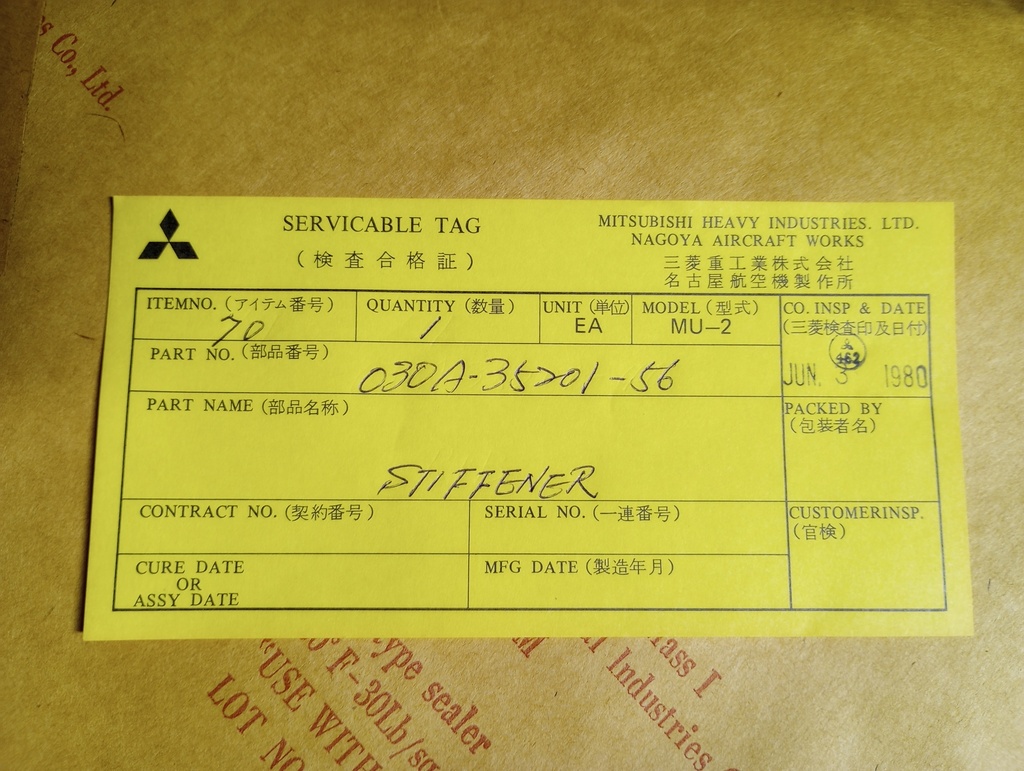 s Co., Ltd.
SERVICABLE TAG
(検査合格証)
MITSUBISHI HEAVY INDUSTRIES. LTD.
NAGOYA AIRCRAFT WORKS
三菱重工業株式会社
名古屋航空機製作所
ITEMNO. (アイテム番号)
70
QUANTITY (数量)
1
UNIT (単位)
EA
MODEL (型式)
MU-2
CO. INSP & DATE
(三菱検査印及日付)
462
JUN. 3 1980
PART NO. (部品番号)
030A-35201-56
PART NAME (部品名称)
STIFFENER
PACKED BY
(包装者名)
CONTRACT NO. (契約番号)
SERIAL NO. (一連番号)
CUSTOMERINSP.
(官検)
CURE DATE
OR
ASSY DATE
MFG DATE (製造年月)
lass I
M
l Industries
ype sealer
0 F-30Lb/sq
"USE WITH
LOT NO